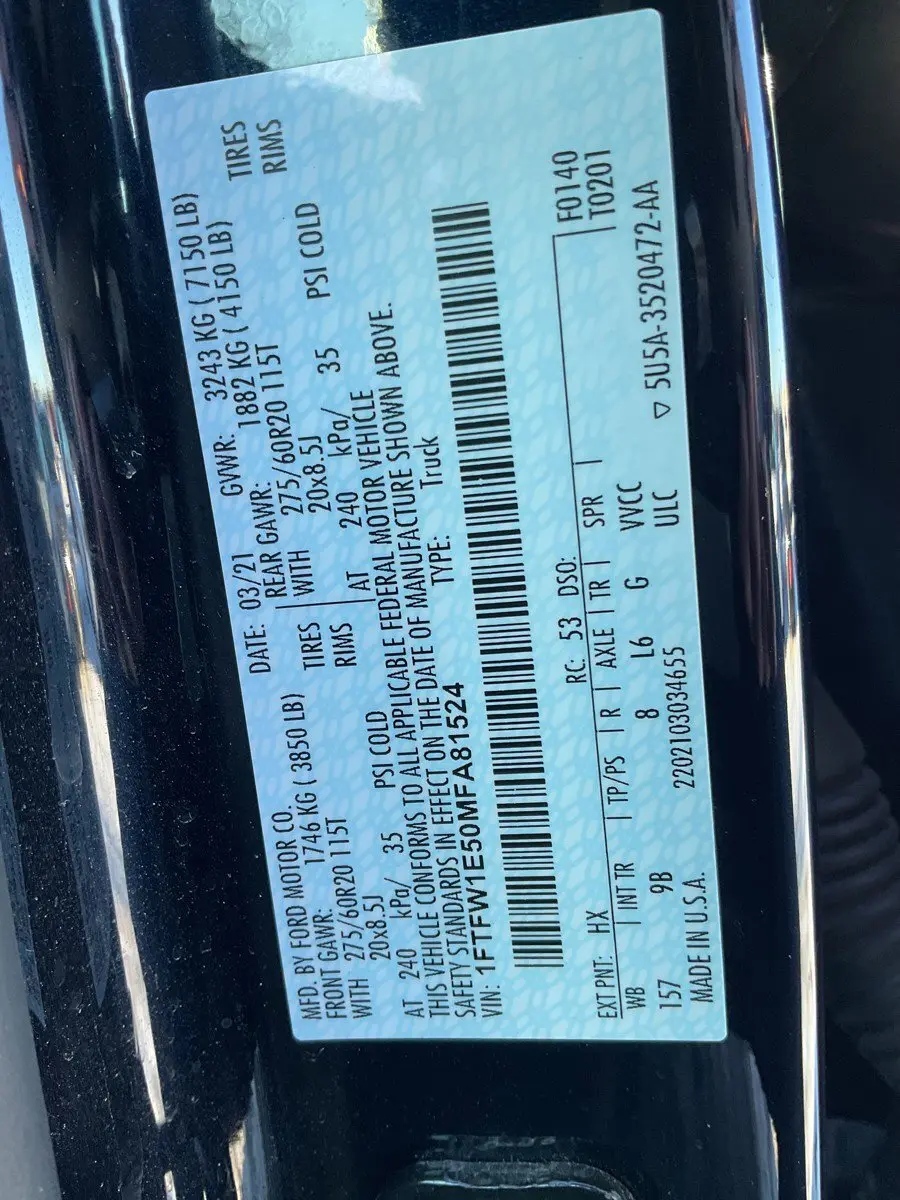 MFD. BY FORD MOTOR CO. DATE: 03/21 GVWR: 3243 KG ( 7150 LB)
FRONT GAWR: 1746 KG ( 3850 LB) REAR GAWR: 1882 KG ( 4150 LB)
WITH 275/60R20 115T TIRES WITH 275/60R20 115T TIRES
20x8.5J RIMS 20x8.5J RIMS
AT 240 kPa/ 35 PSI COLD AT 240 kPa/ 35 PSI COLD
THIS VEHICLE CONFORMS TO ALL APPLICABLE FEDERAL MOTOR VEHICLE
SAFETY STANDARDS IN EFFECT ON THE DATE OF MANUFACTURE SHOWN ABOVE.
VIN: 1FTFW1E50MFA81524 TYPE: Truck
F0140
EXT PNT: HX RC: 53 DSO: T0201
WB | INT TR | TP/PS | R | AXLE | TR | SPR |
157 9B 8 L6 G VVCC
ULC
MADE IN U.S.A. 220210303465​5 ▽ 5U5A-3520472-AA